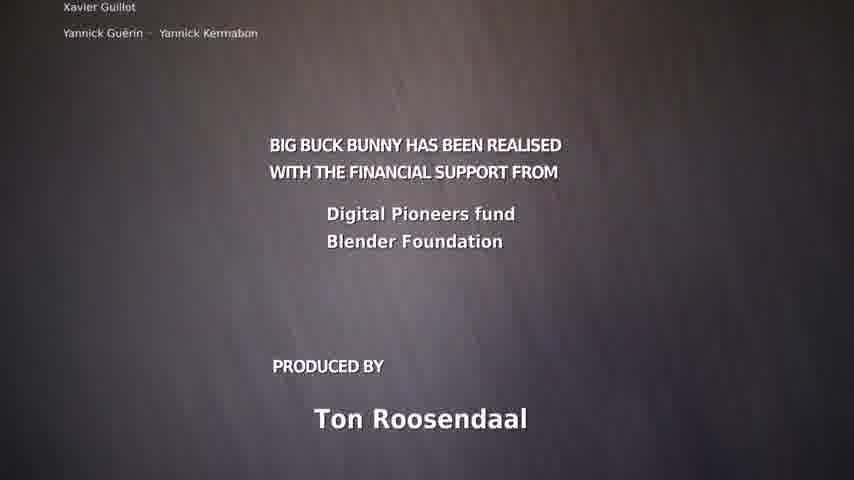 Xavier Guillot
Yannick Guérin - Yannick Kermabon
BIG BUCK BUNNY HAS BEEN REALISED
WITH THE FINANCIAL SUPPORT FROM
Digital Pioneers fund
Blender Foundation
PRODUCED BY
Ton Roosendaal